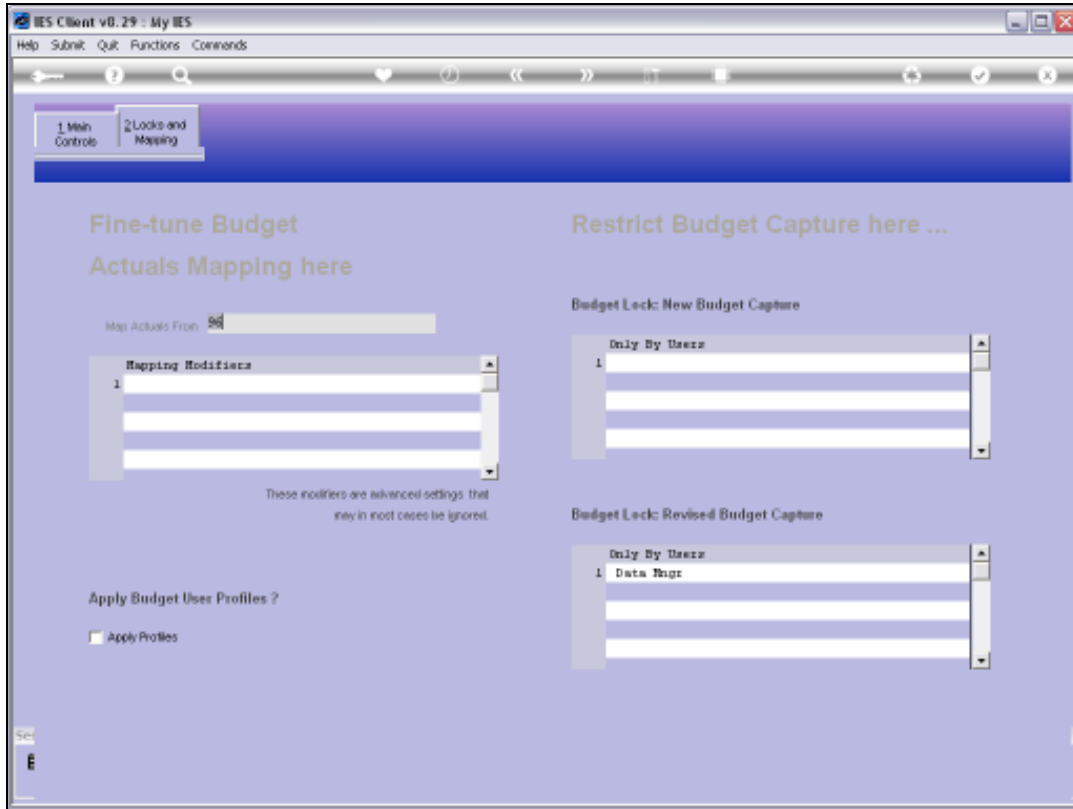 IES Client v8.29 : My IES
Help Submit Quit Functions Commands
1 Main Controls
2 Locks and Mapping
Fine-tune Budget
Actuals Mapping here
Map Actuals From 96
Mapping Modifiers
1
These modifiers are advanced settings that
may in most cases be ignored.
Apply Budget User Profiles ?
Apply Profiles
Restrict Budget Capture here ...
Budget Lock: New Budget Capture
Only By Users
1
Budget Lock: Revised Budget Capture
Only By Users
1 Data Mngr
Se